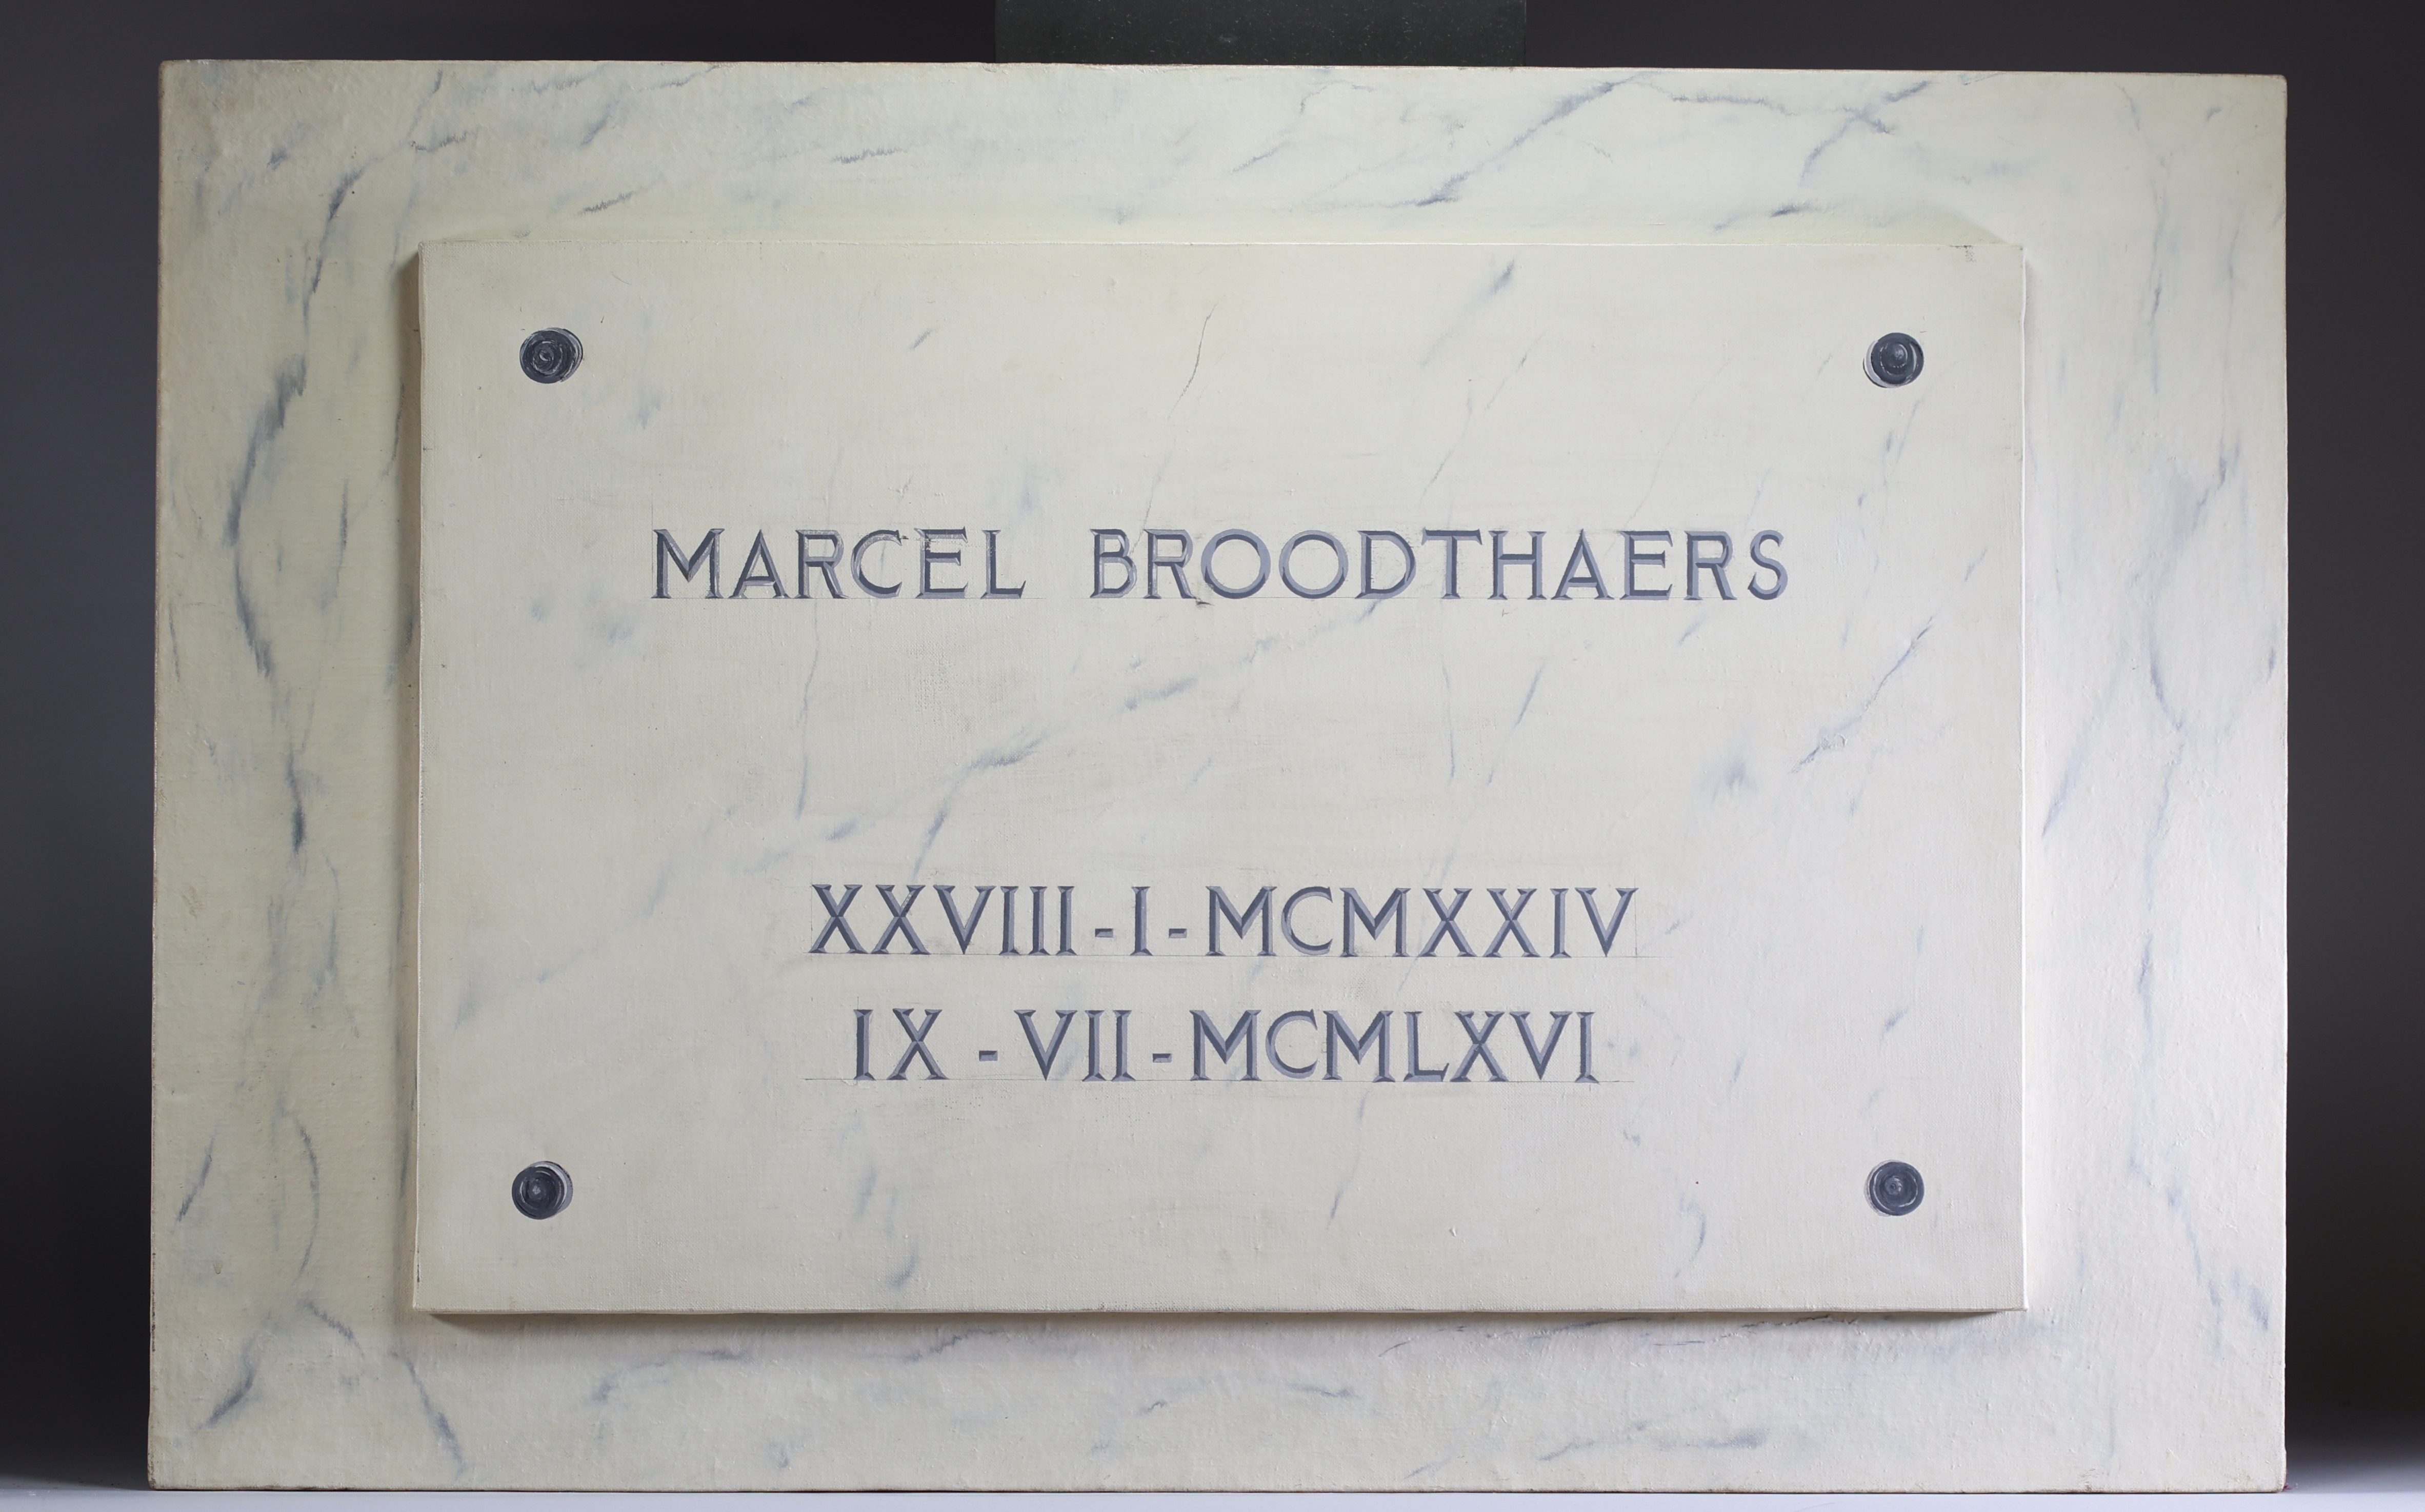 MARCEL BROODTHAERS
XXVIII - I - MCMXXIV
IX - VII - MCMLXVI